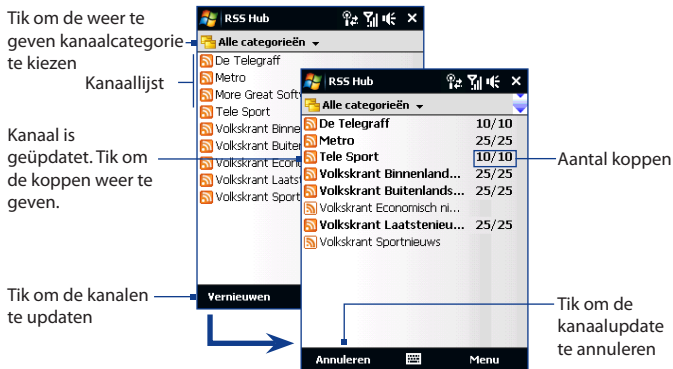 Tik om de weer te
geven kanaalcategorie
te kiezen
Kanaallijst
Kanaal is
geüpdatet. Tik om
de koppen weer te
geven.
Tik om de kanalen
te updaten
RSS Hub
Alle categorieën
De Telegraff
Metro
More Great Softw
Tele Sport
Volkskrant Binne
Volkskrant Buiter
Volkskrant Econo
Volkskrant Laatst
Volkskrant Sport
Vernieuwen
RSS Hub
Alle categorieën
De Telegraff 10/10
Metro 25/25
Tele Sport 10/10
Volkskrant Binnenland... 25/25
Volkskrant Buitenlands... 25/25
Volkskrant Economisch ni...
Volkskrant Laatstenieu... 25/25
Volkskrant Sportnieuws
Annuleren Menu
Aantal koppen
Tik om de
kanaalupdate
te annuleren